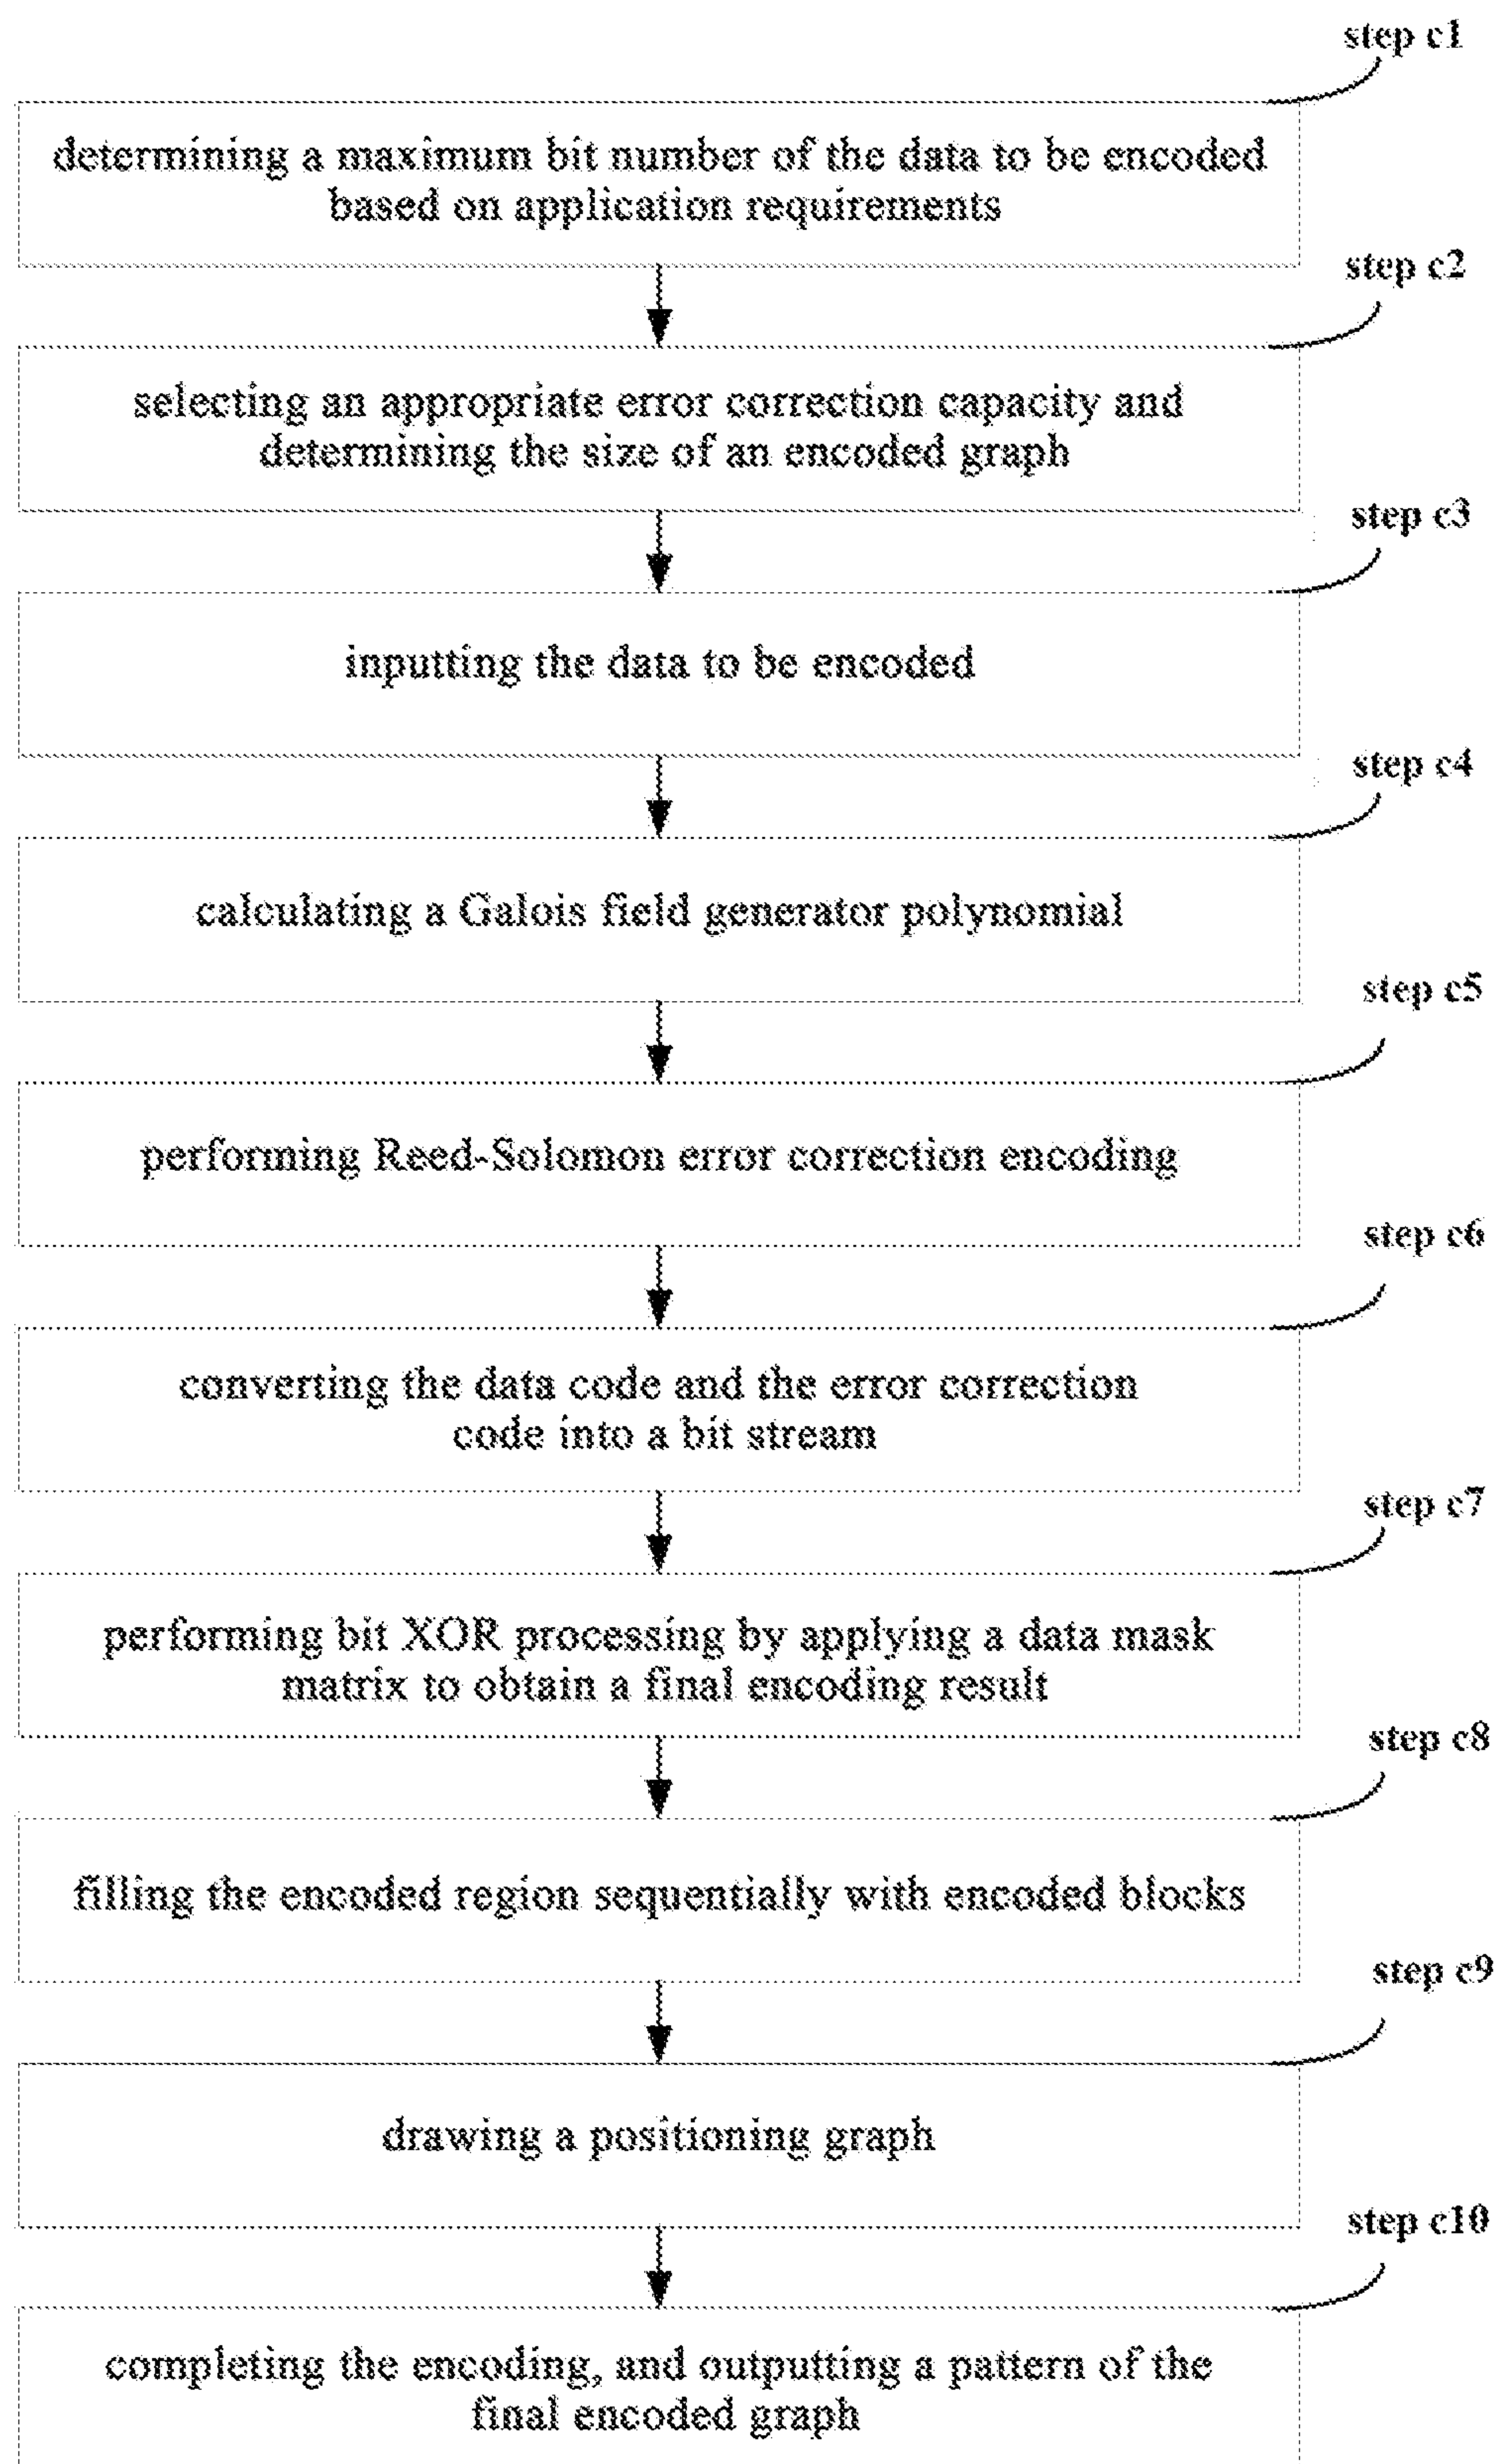 step c1
determining a maximum bit number of the data to be encoded
based on application requirements
step c2
selecting an appropriate error correction capacity and
determining the size of an encoded graph
step c3
inputting the data to be encoded
step c4
calculating a Galois field generator polynomial
step c5
performing Reed-Solomon error correction encoding
step c6
converting the data code and the error correction
code into a bit stream
step c7
performing bit XOR processing by applying a data mask
matrix to obtain a final encoding result
step c8
filling the encoded region sequentially with encoded blocks
step c9
drawing a positioning graph
step c10
completing the encoding, and outputting a pattern of the
final encoded graph